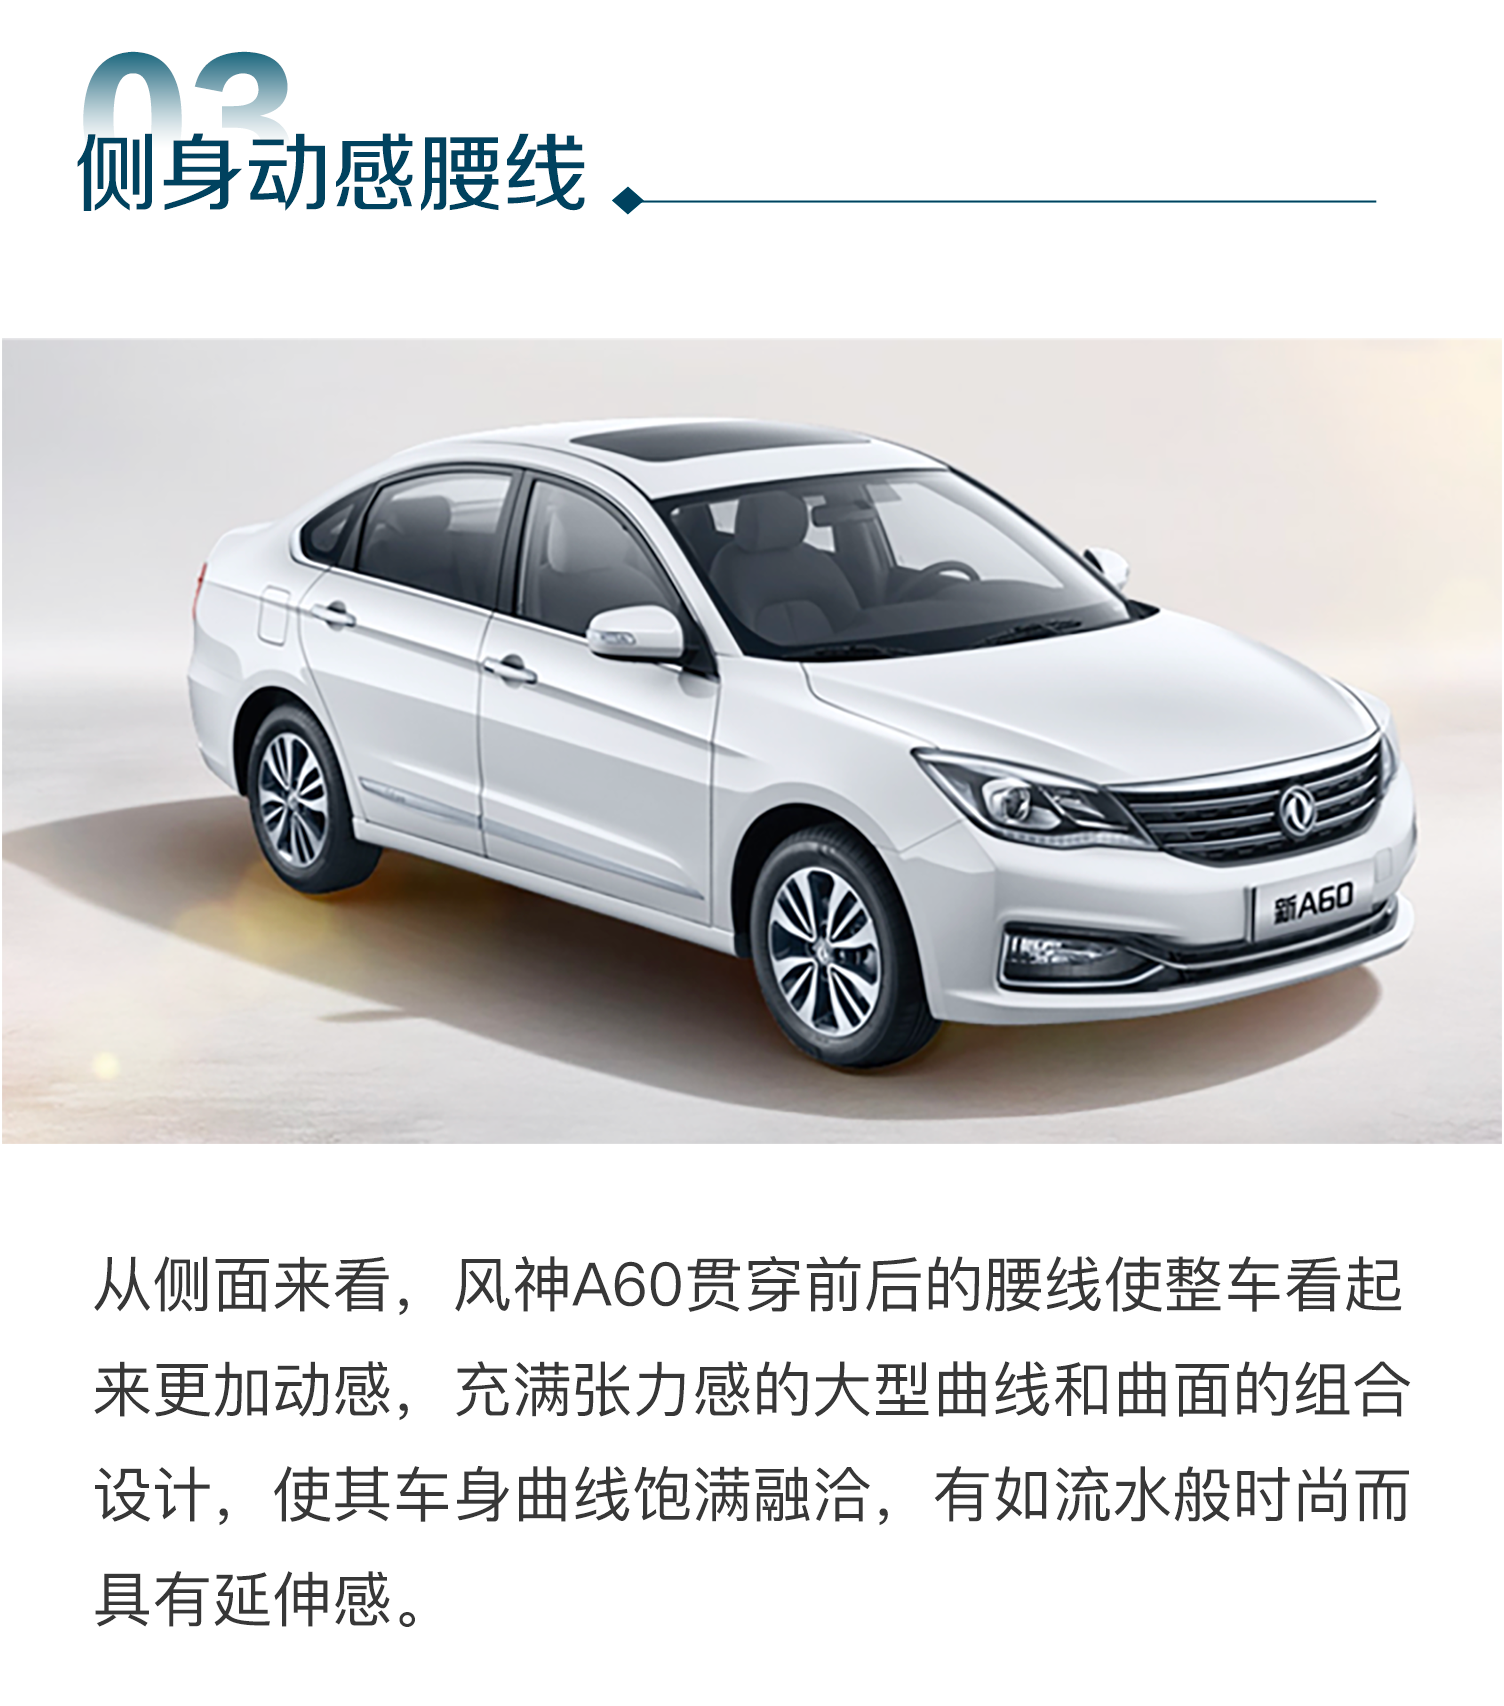 03
侧身动感腰线
新A60
从侧面来看，风神A60贯穿前后的腰线使整车看起
来更加动感，充满张力感的大型曲线和曲面的组合
设计，使其车身曲线饱满融洽，有如流水般时尚而
具有延伸感。